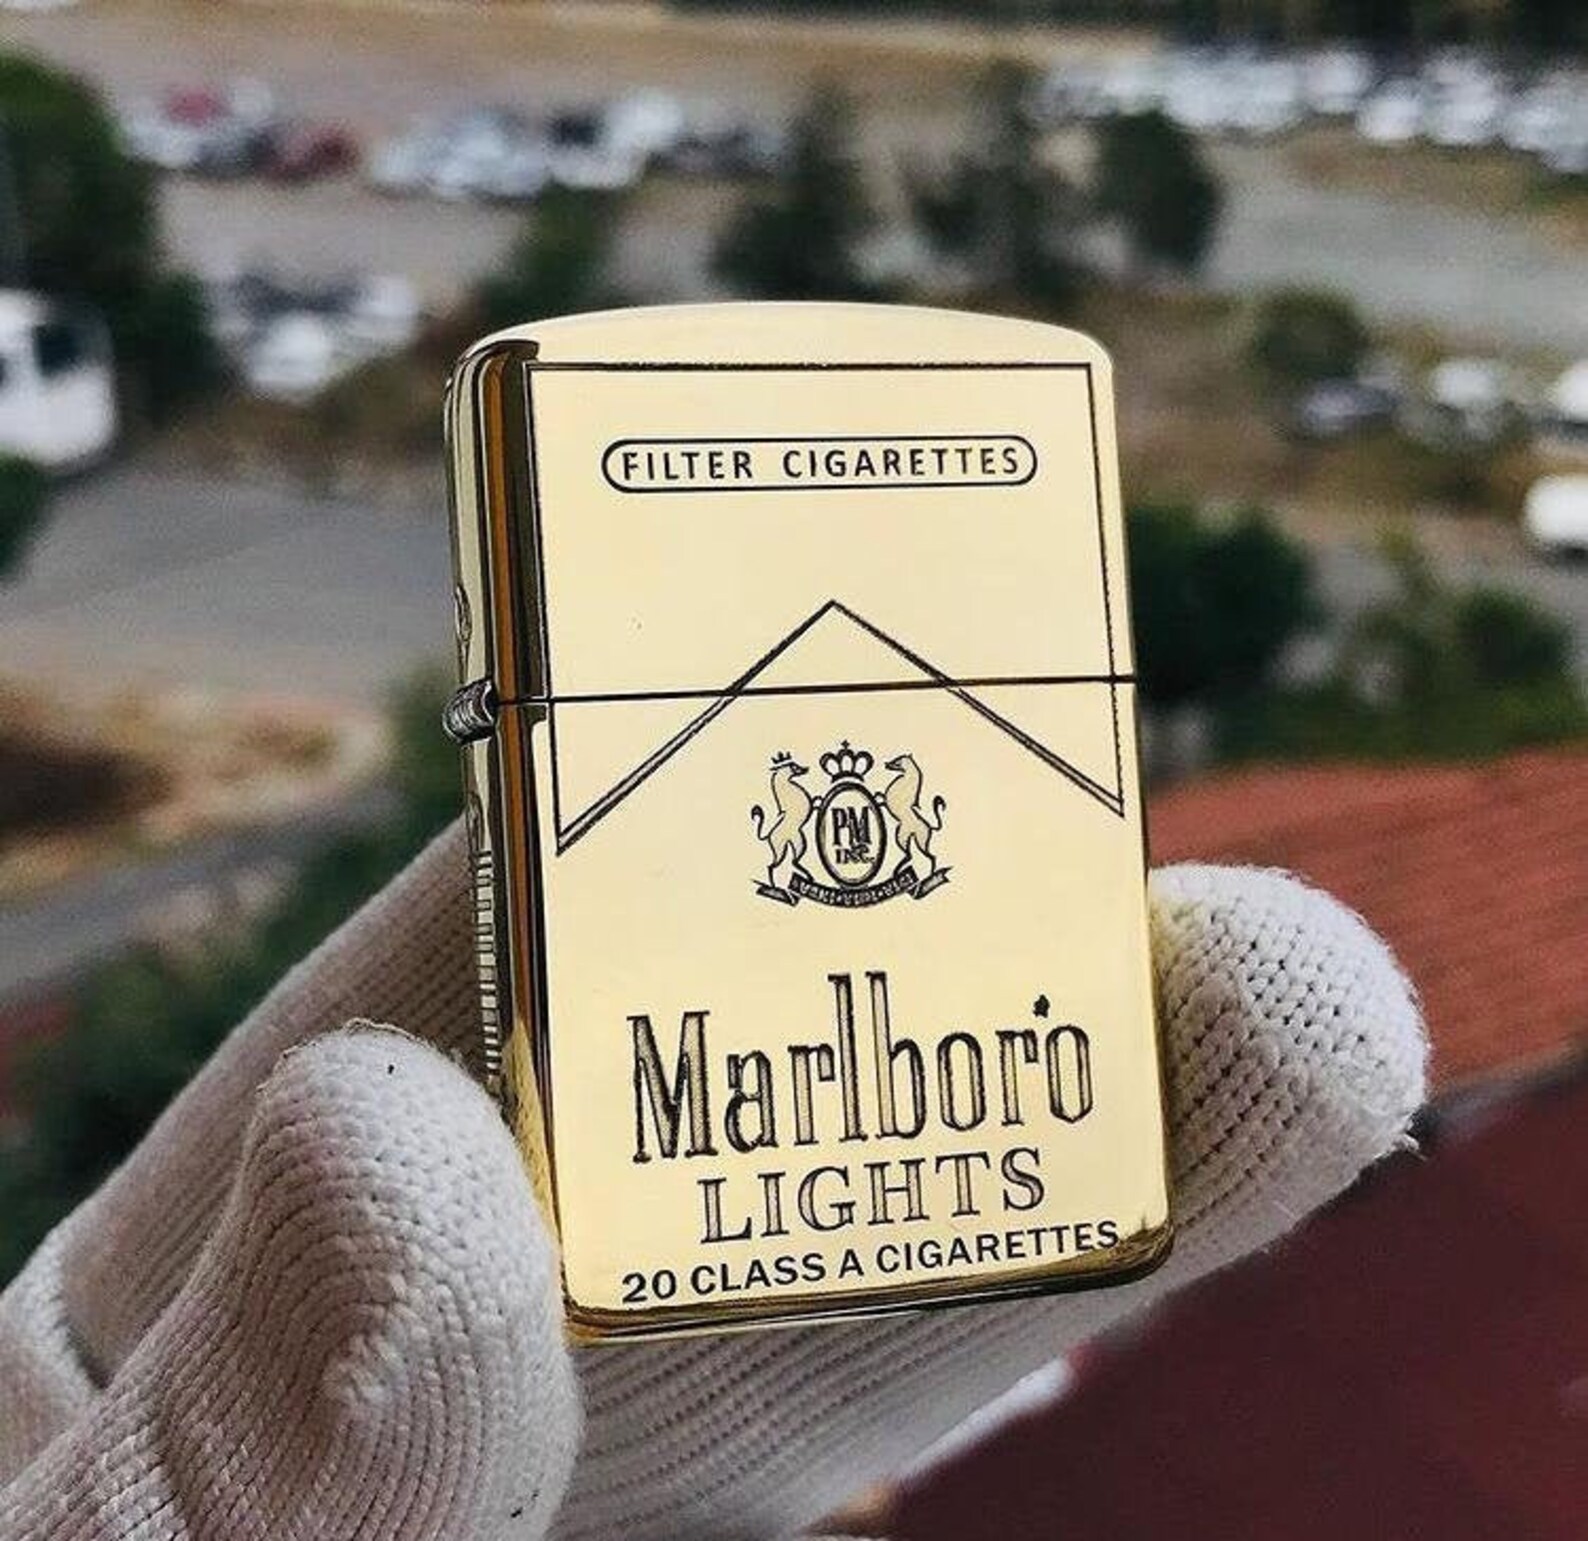 FILTER CIGARETTES
PM
INC.
Marlboro
LIGHTS
20 CLASS A CIGARETTES